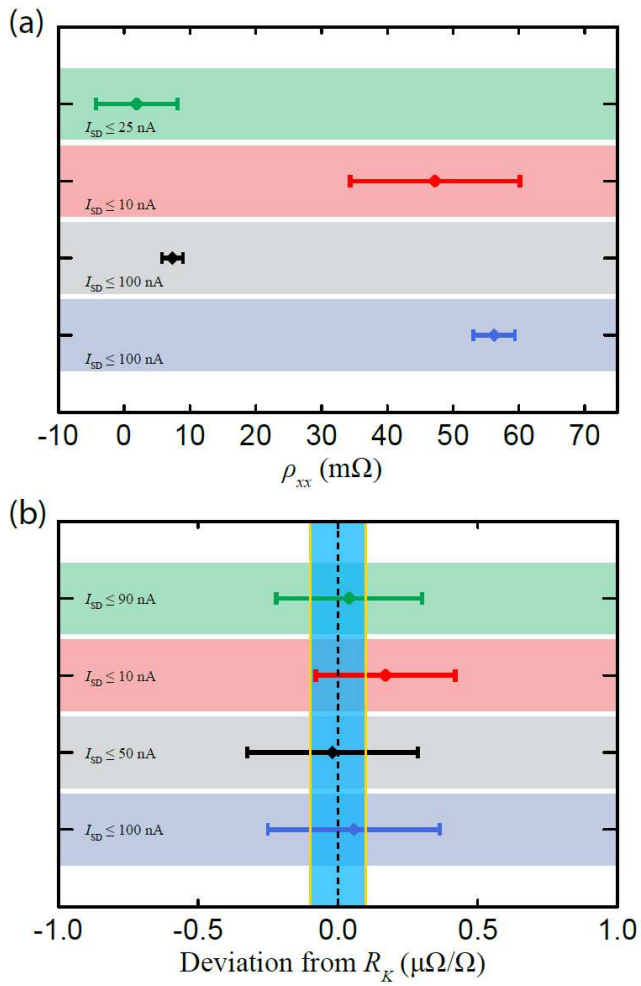 (a)
I_SD ≤ 25 nA
I_SD ≤ 10 nA
I_SD ≤ 100 nA
I_SD ≤ 100 nA
-10 0 10 20 30 40 50 60 70
ρ_xx (mΩ)
(b)
I_SD ≤ 90 nA
I_SD ≤ 10 nA
I_SD ≤ 50 nA
I_SD ≤ 100 nA
-1.0 -0.5 0.0 0.5 1.0
Deviation from R_K (μΩ/Ω)